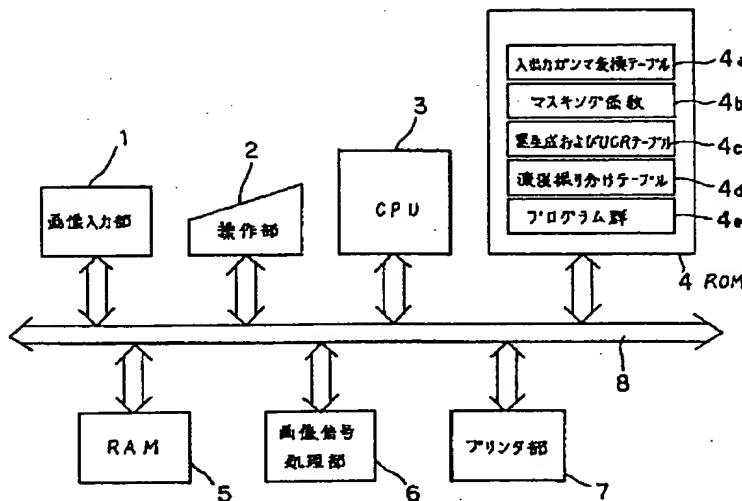 入出力ガンマ変換テーブル
4a
マスキング係数
4b
3
墨生成およびUCRテーブル
4c
1
2
濃淡振り分けテーブル
4d
画像入力部
操作部
CPU
プログラム群
4e
4 ROM
8
RAM
画像信号
処理部
プリンタ部
5
6
7